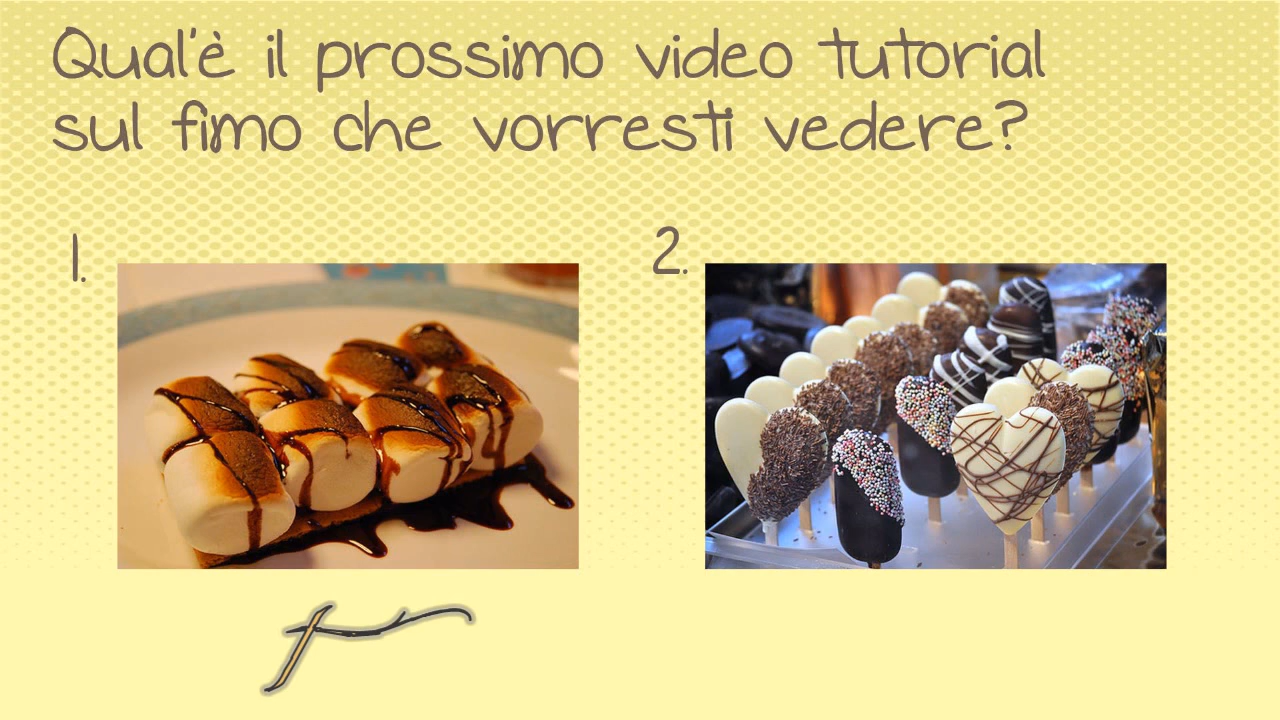 Qual'è il prossimo video tutorial
sul fimo che vorresti vedere?
1.
2.